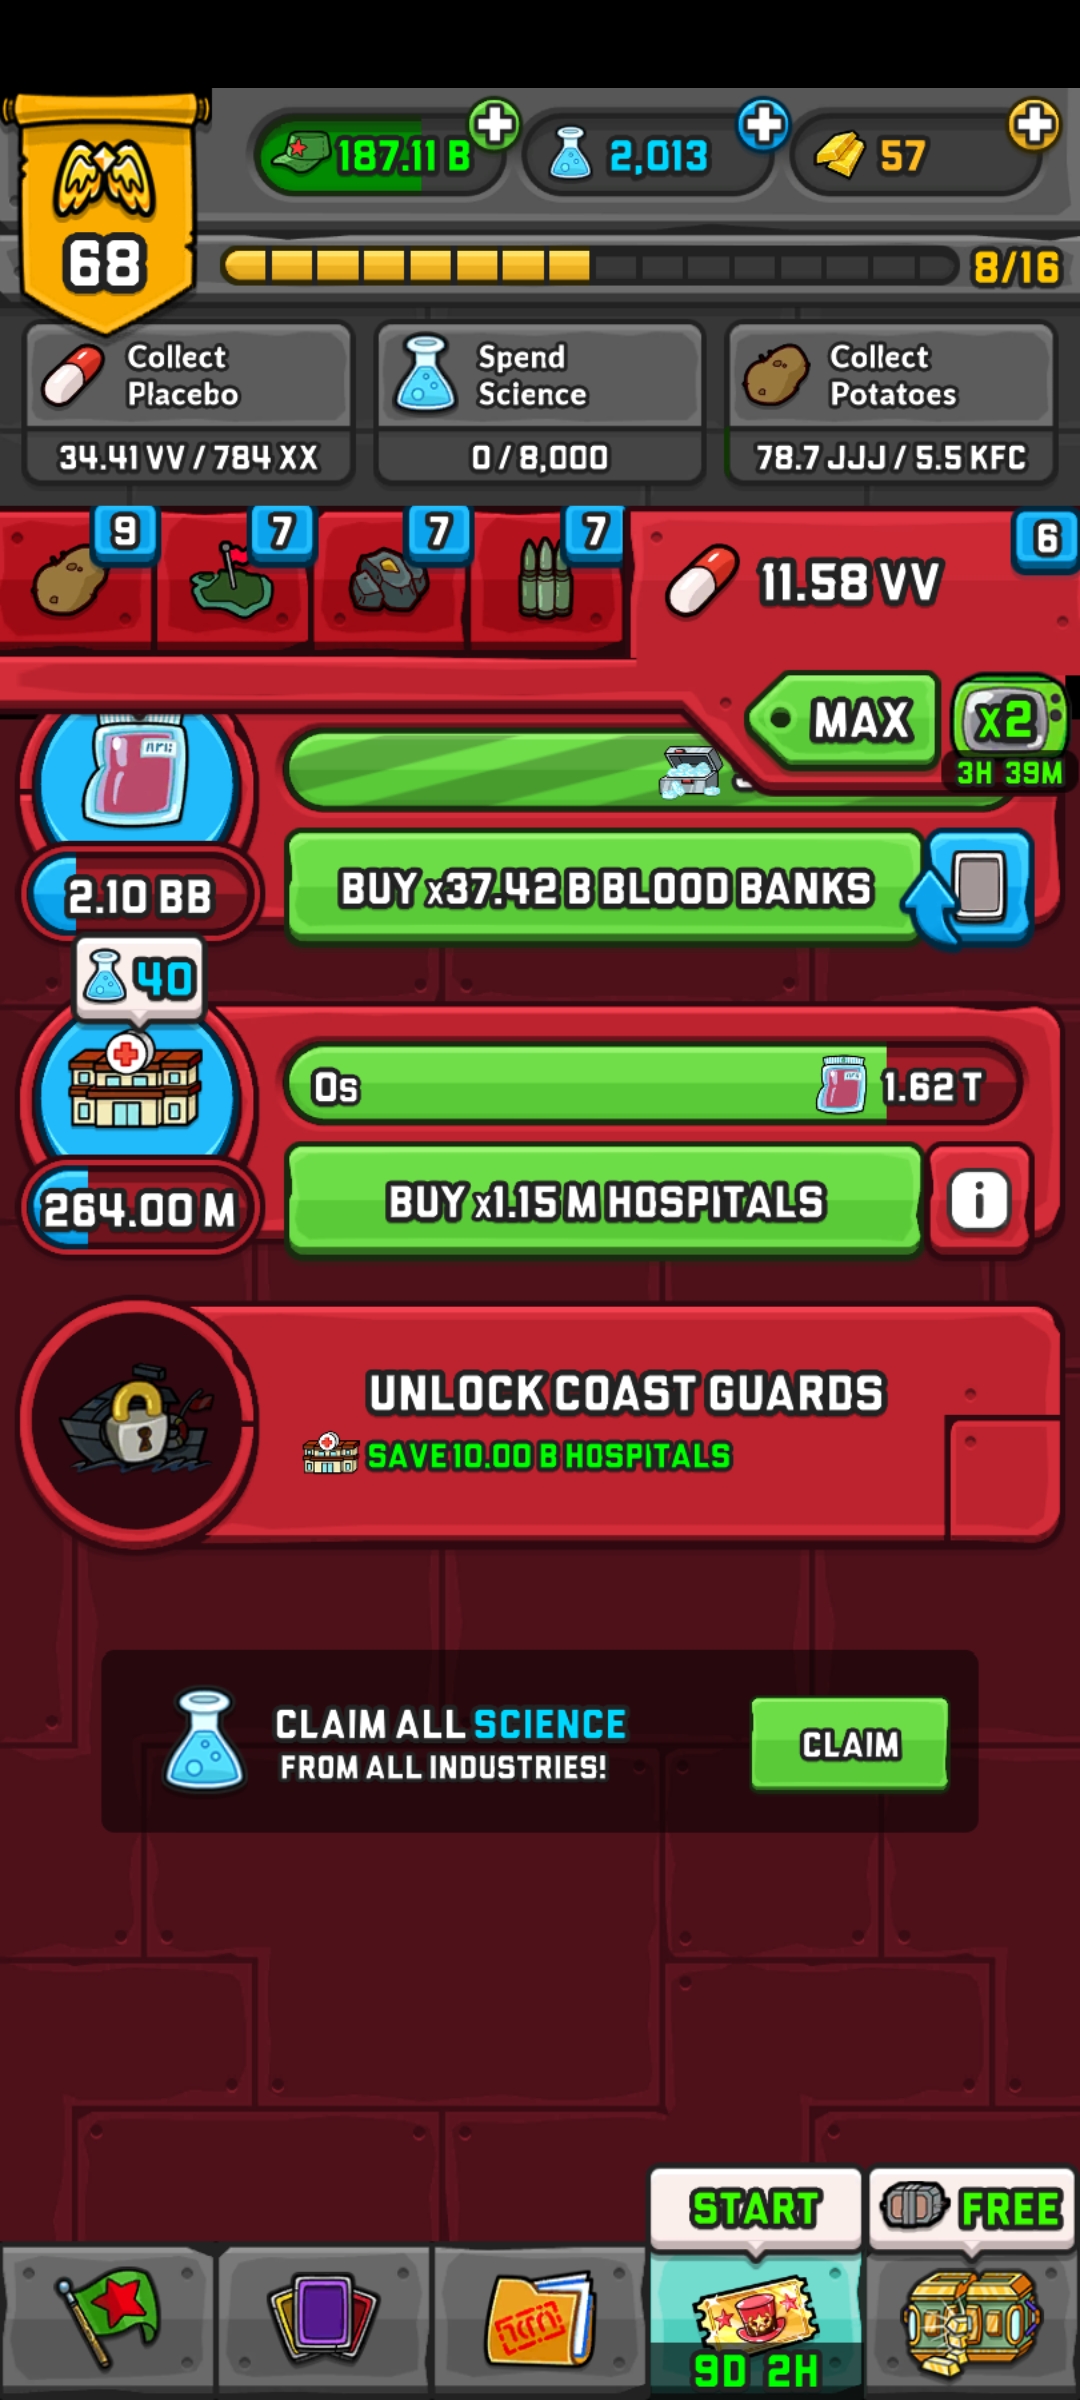 187.11 B
2,013
57
68
8/16
Collect
Placebo
34.41 VV / 784 XX
Spend
Science
0 / 8,000
Collect
Potatoes
78.7 JJJ / 5.5 KFC
9
7
7
7
6
11.58 VV
MAX
x2
3H 39M
2.10 BB
BUY x37.42 B BLOOD BANKS
40
0s
1.62 T
264.00 M
BUY x1.15 M HOSPITALS
i
UNLOCK COAST GUARDS
SAVE 10.00 B HOSPITALS
CLAIM ALL SCIENCE
FROM ALL INDUSTRIES!
CLAIM
START
FREE
9D 2H